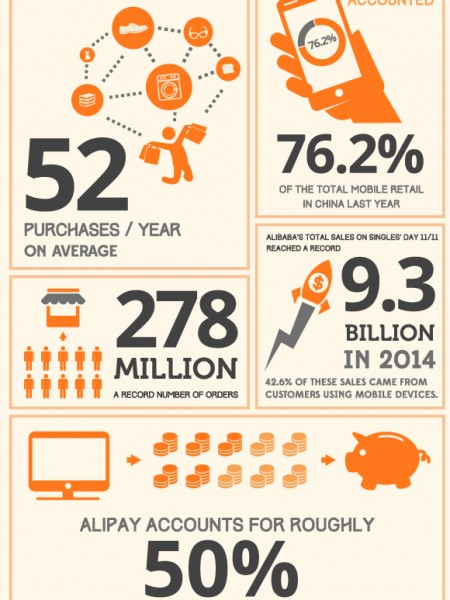 52
PURCHASES / YEAR
ON AVERAGE
ACCOUNTED
76.2%
76.2%
OF THE TOTAL MOBILE RETAIL
IN CHINA LAST YEAR
278
MILLION
A RECORD NUMBER OF ORDERS
ALIBABA'S TOTAL SALES ON SINGLES' DAY 11/11
REACHED A RECORD
$
9.3
BILLION
IN 2014
42.6% OF THESE SALES CAME FROM
CUSTOMERS USING MOBILE DEVICES.
ALIPAY ACCOUNTS FOR ROUGHLY
50%